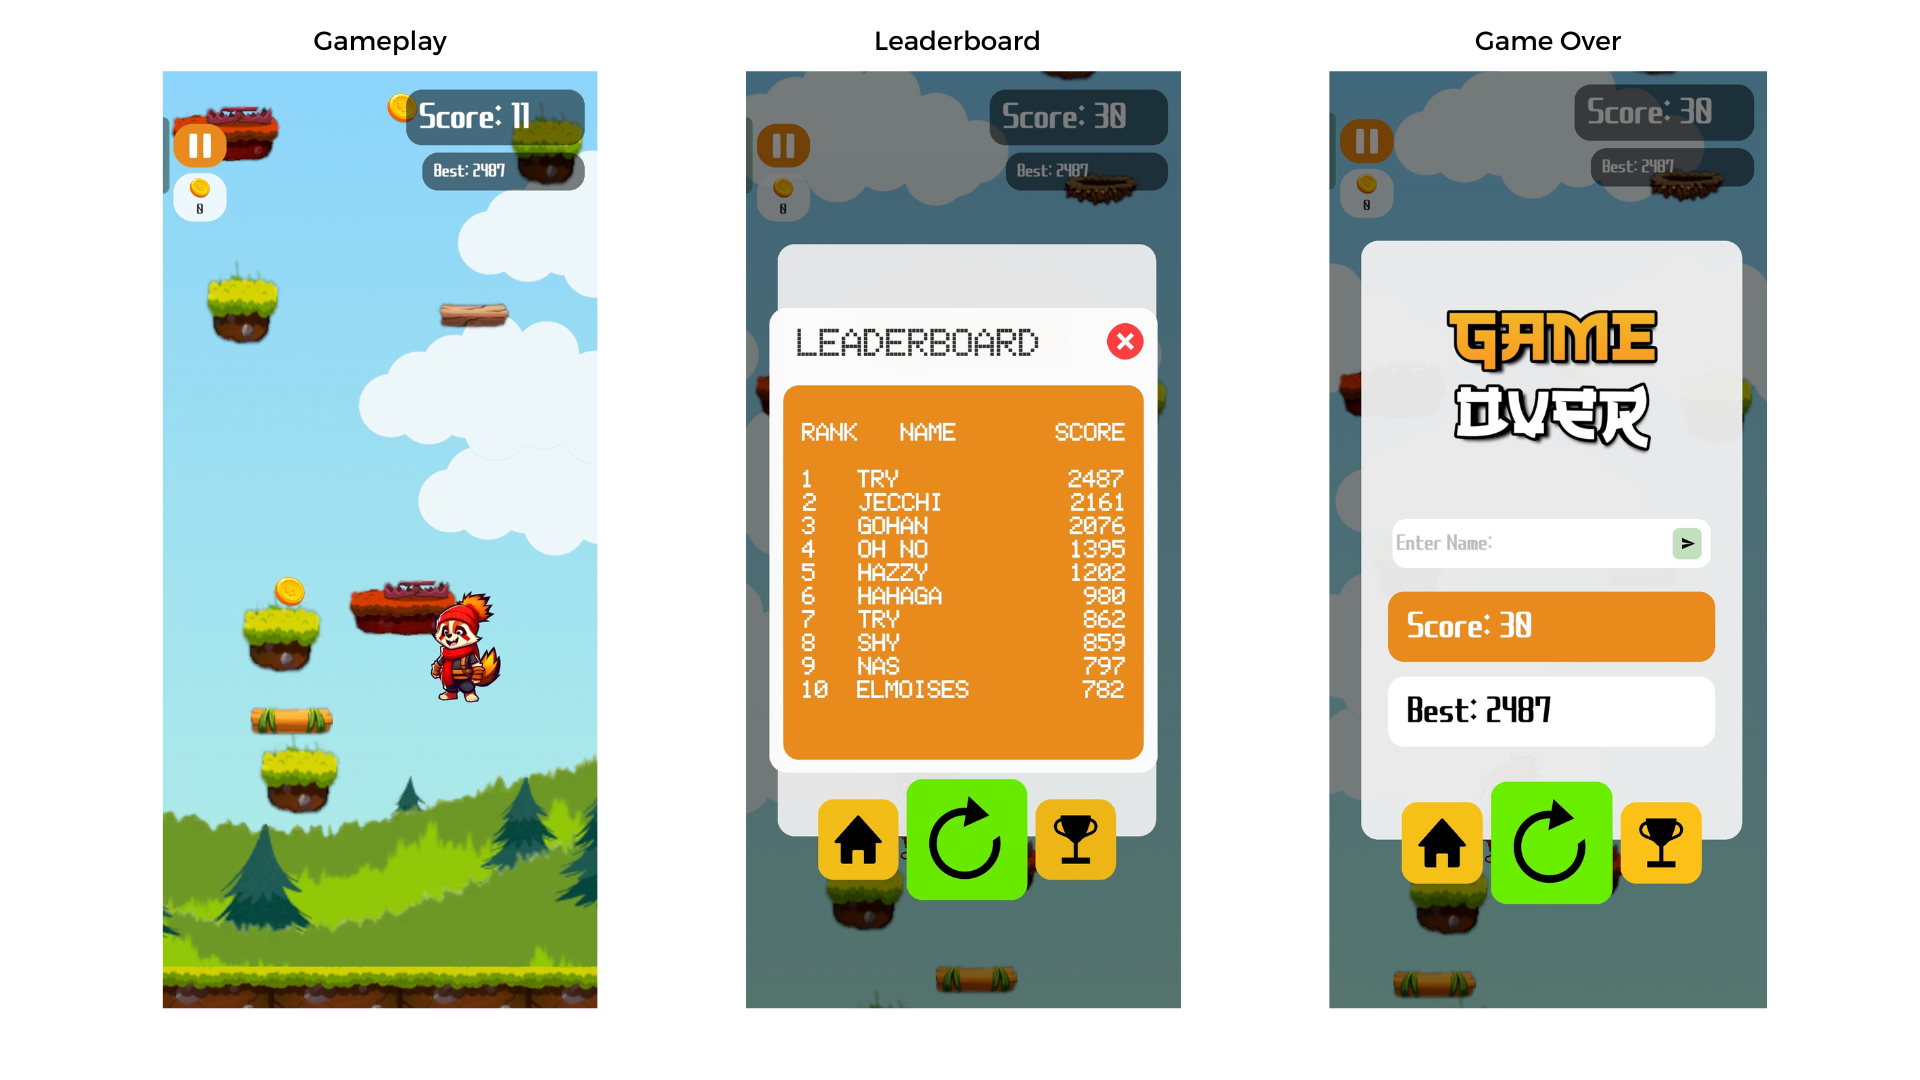 Gameplay
Score: 11
Best: 2487
0
Leaderboard
Score: 30
Best: 2487
0
LEADERBOARD
RANK NAME SCORE
1 TRY 2487
2 JECCHI 2161
3 GOHAN 2076
4 OH NO 1395
5 HAZZY 1202
6 HAHAGA 980
7 TRY 862
8 SHY 859
9 NAS 797
10 ELMOISES 782
Game Over
Score: 30
Best: 2487
0
GAME
OVER
Enter Name:
Score: 30
Best: 2487